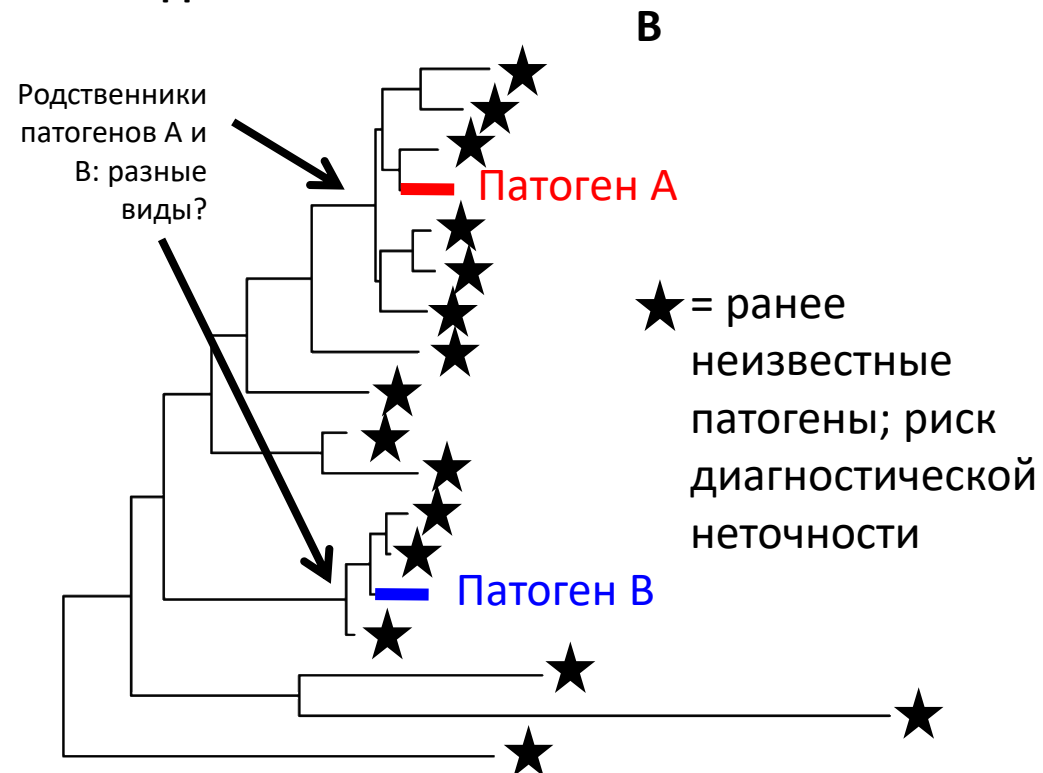 В
Родственники
патогенов А и
В: разные
виды?
Патоген А
= ранее
неизвестные
патогены; риск
диагностической
неточности
Патоген В